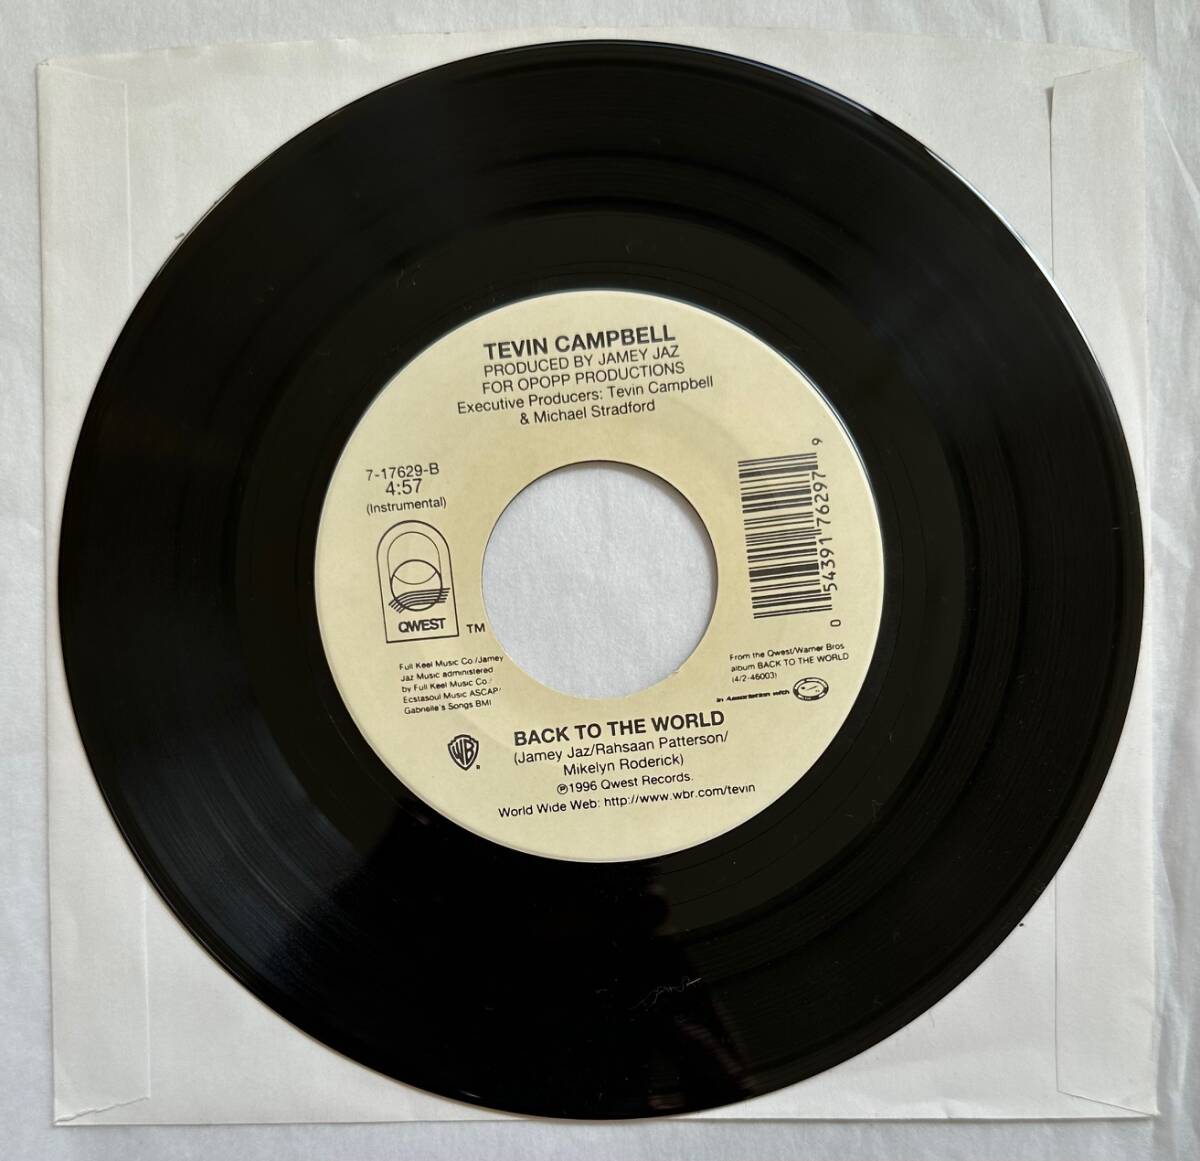 TEVIN CAMPBELL
PRODUCED BY JAMEY JAZ
FOR OPOPP PRODUCTIONS
Executive Producers: Tevin Campbell
& Michael Stradford
7-17629-B
4:57
(Instrumental)
QWEST
TM
0 54391 76297 9
Full Keel Music Co./Jamey
Jaz Music administered
by Full Keel Music Co./
Ecstasoul Music ASCAP/
Gabrielle's Songs BMI
From the Qwest/Warner Bros
album BACK TO THE WORLD
(4/2-46003)
in Association with
WB
BACK TO THE WORLD
(Jamey Jaz/Rahsaan Patterson/
Mikelyn Roderick)
℗1996 Qwest Records.
World Wide Web: http://www.wbr.com/tevin